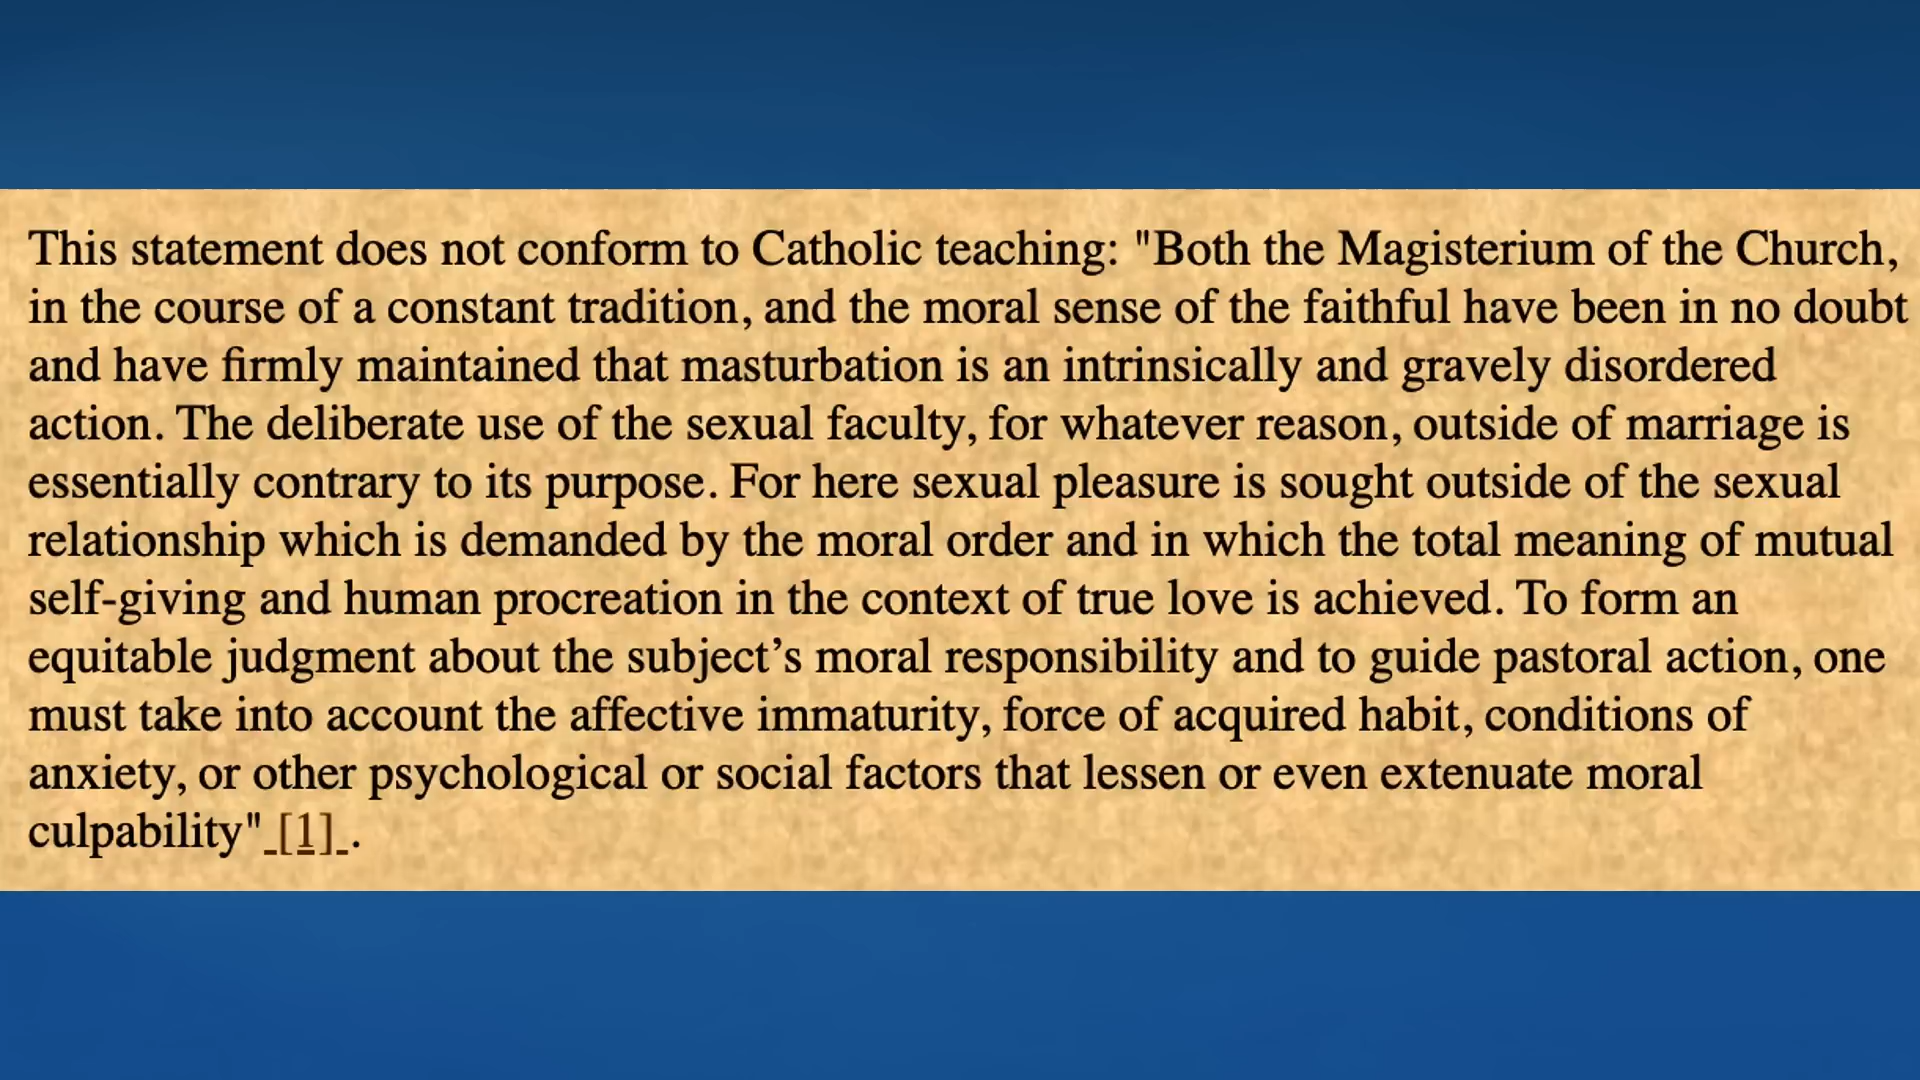 This statement does not conform to Catholic teaching: "Both the Magisterium of the Church,
in the course of a constant tradition, and the moral sense of the faithful have been in no doubt
and have firmly maintained that masturbation is an intrinsically and gravely disordered
action. The deliberate use of the sexual faculty, for whatever reason, outside of marriage is
essentially contrary to its purpose. For here sexual pleasure is sought outside of the sexual
relationship which is demanded by the moral order and in which the total meaning of mutual
self-giving and human procreation in the context of true love is achieved. To form an
equitable judgment about the subject’s moral responsibility and to guide pastoral action, one
must take into account the affective immaturity, force of acquired habit, conditions of
anxiety, or other psychological or social factors that lessen or even extenuate moral
culpability" [1] .